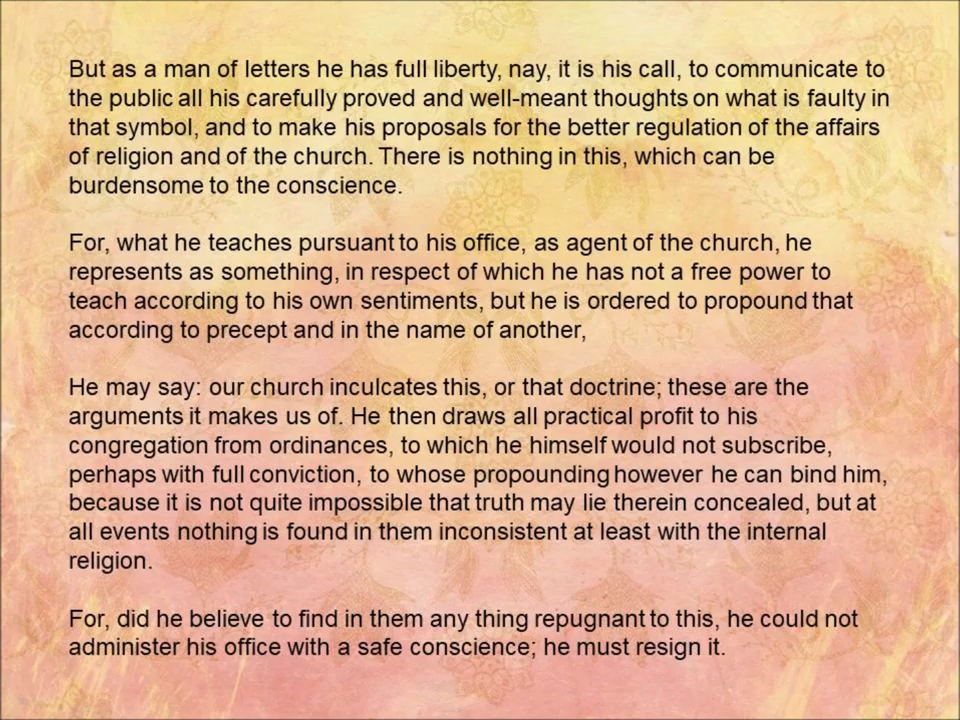 But as a man of letters he has full liberty, nay, it is his call, to communicate to
the public all his carefully proved and well-meant thoughts on what is faulty in
that symbol, and to make his proposals for the better regulation of the affairs
of religion and of the church. There is nothing in this, which can be
burdensome to the conscience.
For, what he teaches pursuant to his office, as agent of the church, he
represents as something, in respect of which he has not a free power to
teach according to his own sentiments, but he is ordered to propound that
according to precept and in the name of another,
He may say: our church inculcates this, or that doctrine; these are the
arguments it makes us of. He then draws all practical profit to his
congregation from ordinances, to which he himself would not subscribe,
perhaps with full conviction, to whose propounding however he can bind him,
because it is not quite impossible that truth may lie therein concealed, but at
all events nothing is found in them inconsistent at least with the internal
religion.
For, did he believe to find in them any thing repugnant to this, he could not
administer his office with a safe conscience; he must resign it.